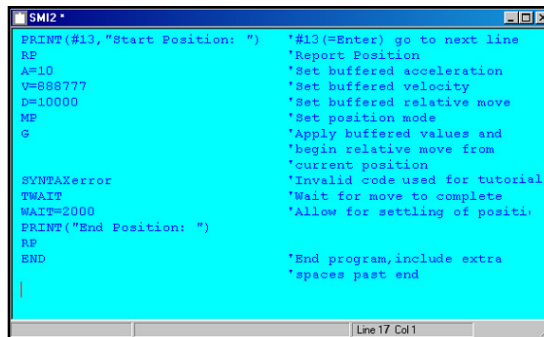 SMI2 *
PRINT(#13,"Start Position: ") '#13(=Enter) go to next line
RP 'Report Position
A=10 'Set buffered acceleration
V=888777 'Set buffered velocity
D=10000 'Set buffered relative move
MP 'Set position mode
G 'Apply buffered values and
'begin relative move from
'current position
SYNTAXerror 'Invalid code used for tutorial
TWAIT 'Wait for move to complete
WAIT=2000 'Allow for settling of positi
PRINT("End Position: ")
RP
END 'End program,include extra
'spaces past end
Line 17 Col 1